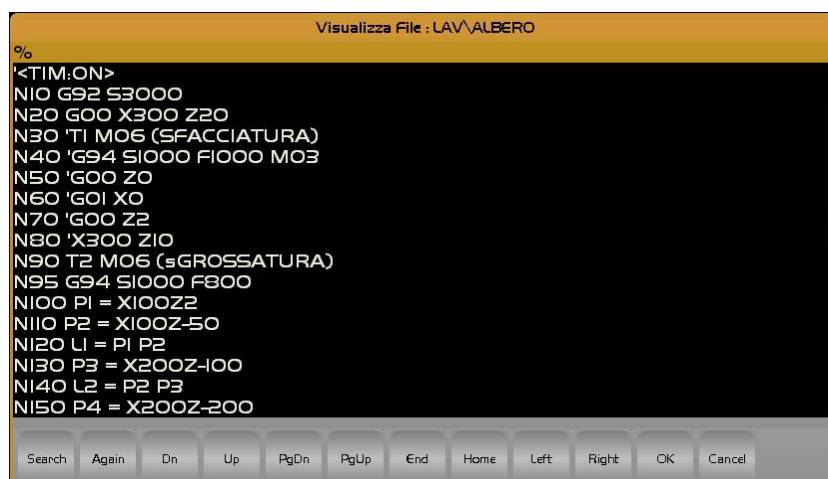 Visualizza File : LAV\ALBERO
%
'<TIM:ON>
N10 G92 S3000
N20 G00 X300 Z20
N30 'T1 M06 (SFACCIATURA)
N40 'G94 S1000 F1000 M03
N50 'G00 Z0
N60 'G01 X0
N70 'G00 Z2
N80 'X300 Z10
N90 T2 M06 (sGROSSATURA)
N95 G94 S1000 F800
N100 P1 = X100Z2
N110 P2 = X100Z-50
N120 L1 = P1 P2
N130 P3 = X200Z-100
N140 L2 = P2 P3
N150 P4 = X200Z-200
Search Again Dn Up PgDn PgUp End Home Left Right OK Cancel